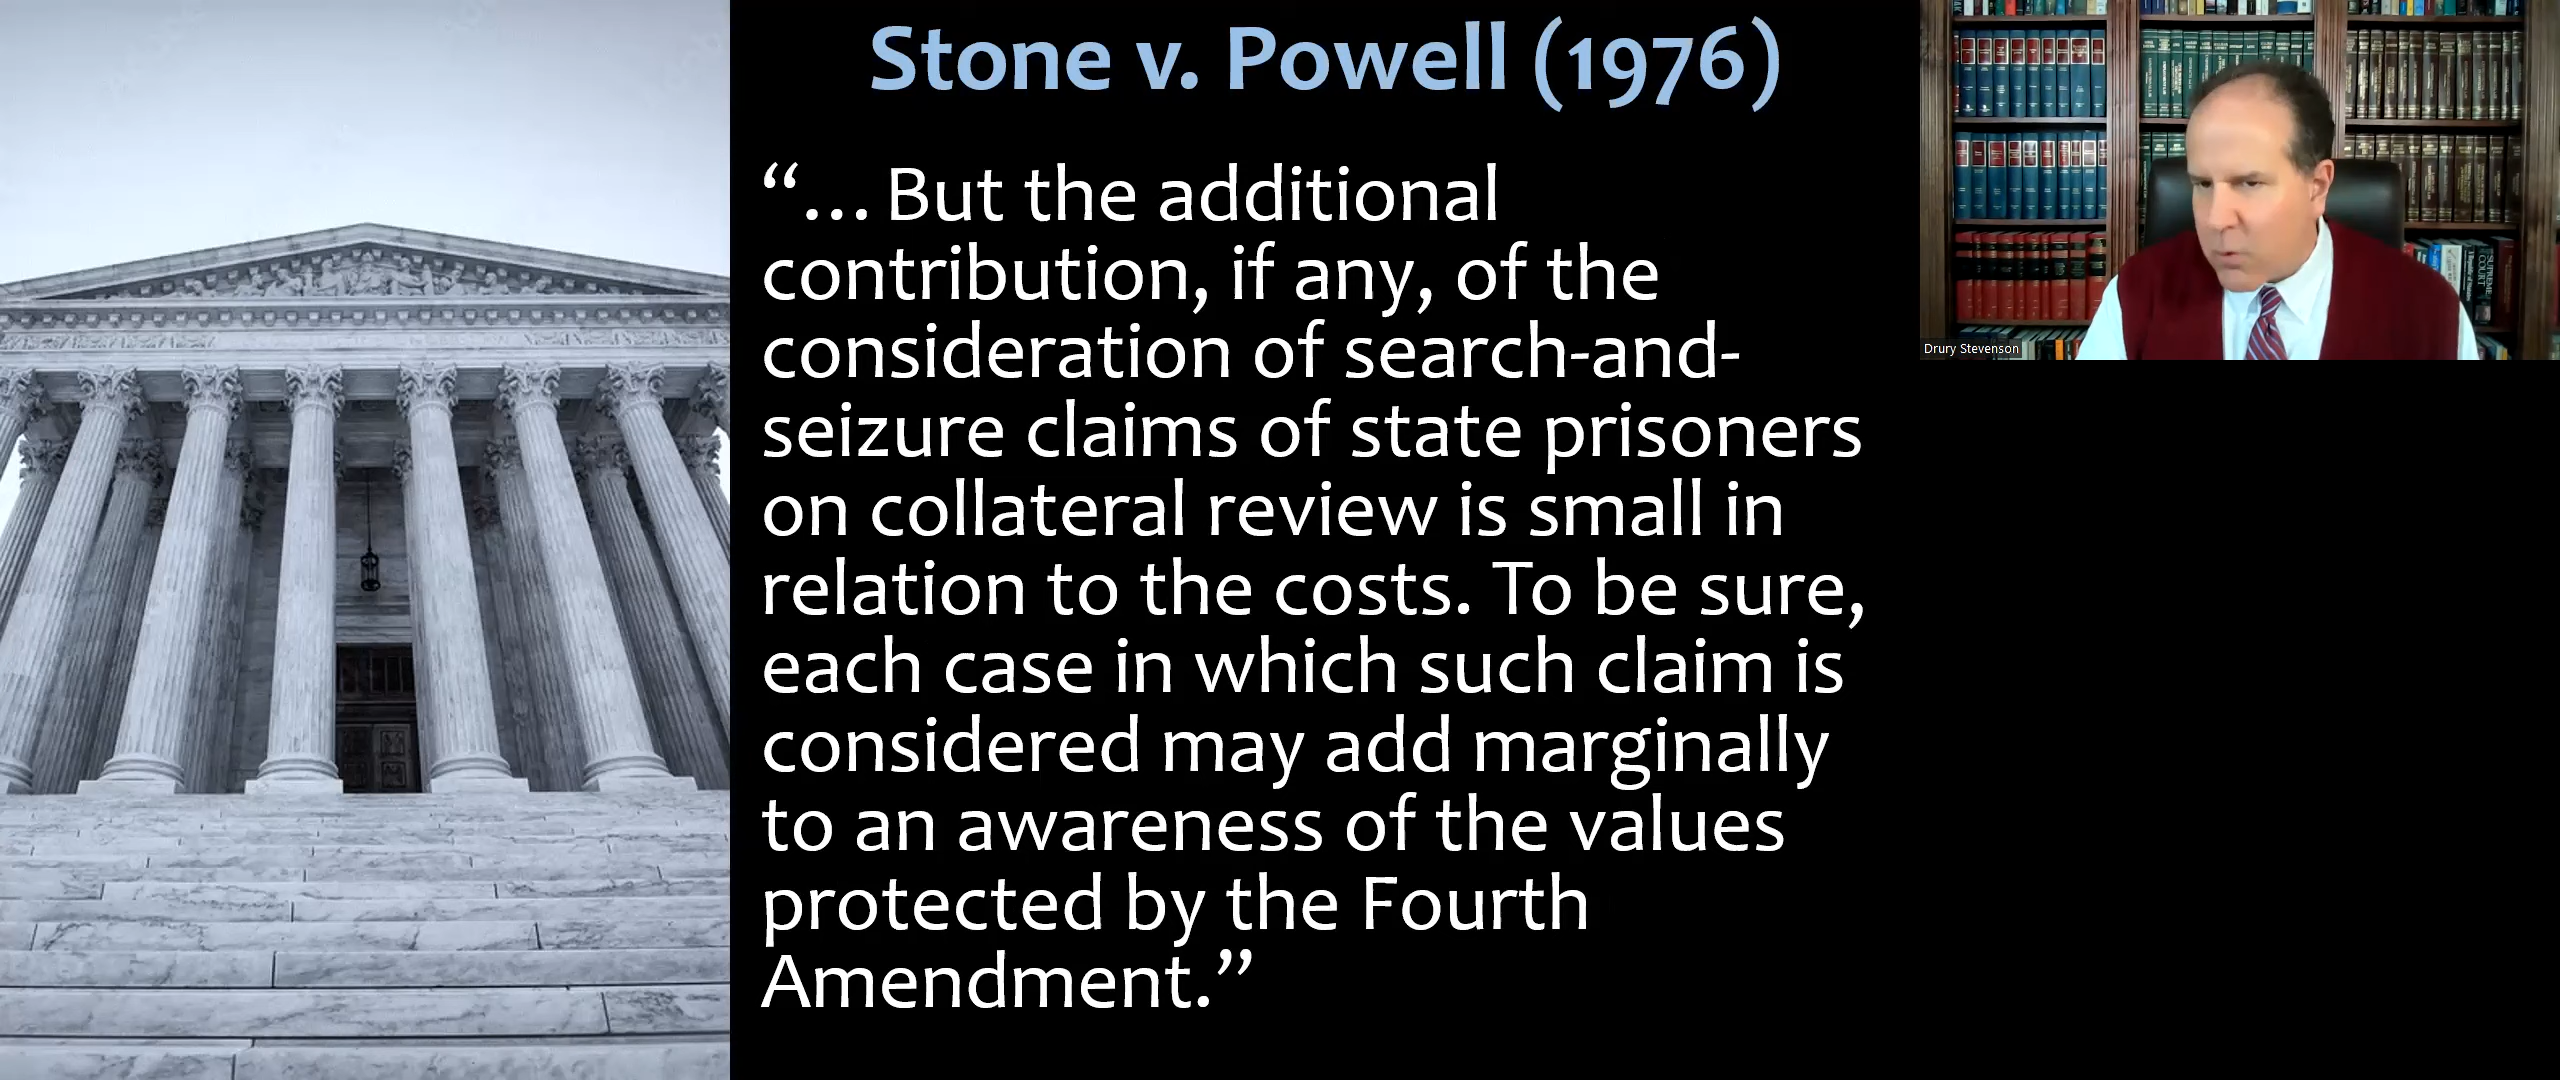 Stone v. Powell (1976)
“… But the additional
contribution, if any, of the
consideration of search-and-
seizure claims of state prisoners
on collateral review is small in
relation to the costs. To be sure,
each case in which such claim is
considered may add marginally
to an awareness of the values
protected by the Fourth
Amendment.”
Drury Stevenson
SUPREME
COURT